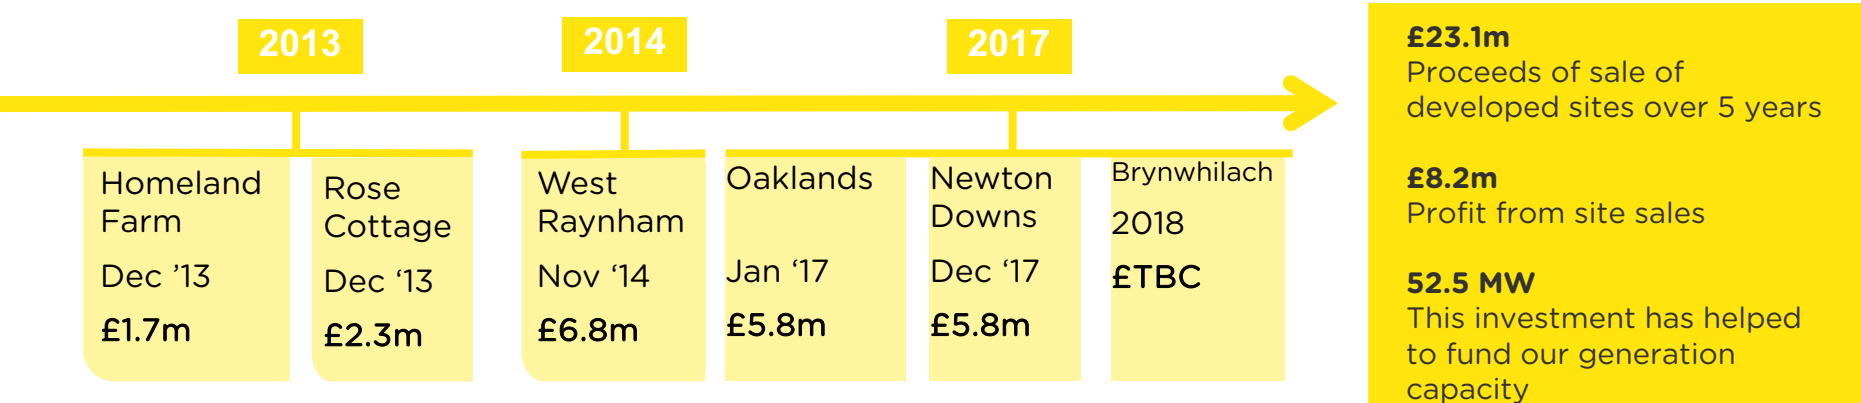 2013
2014
2017
Homeland
Farm
Dec ’13
£1.7m
Rose
Cottage
Dec ‘13
£2.3m
West
Raynham
Nov ‘14
£6.8m
Oaklands
Jan ‘17
£5.8m
Newton
Downs
Dec ‘17
£5.8m
Brynwhilach
2018
£TBC
£23.1m
Proceeds of sale of
developed sites over 5 years
£8.2m
Profit from site sales
52.5 MW
This investment has helped
to fund our generation
capacity